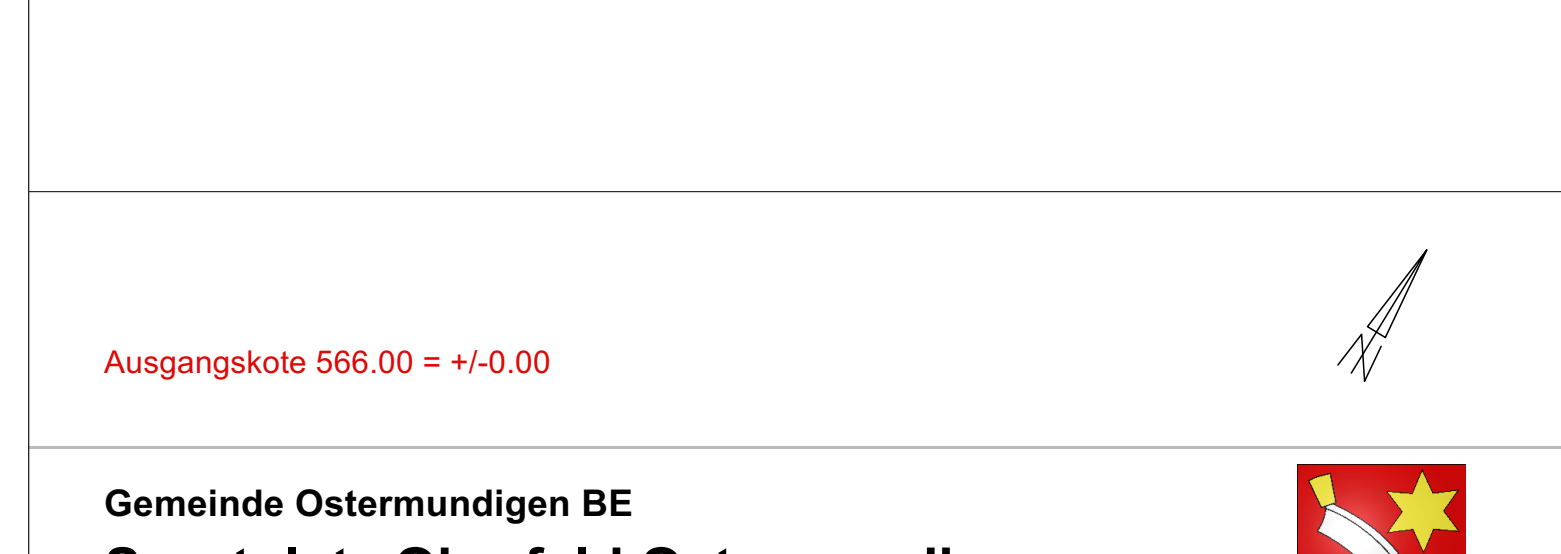 Ausgangskote 566.00 = +/-0.00
N
Gemeinde Ostermundigen BE